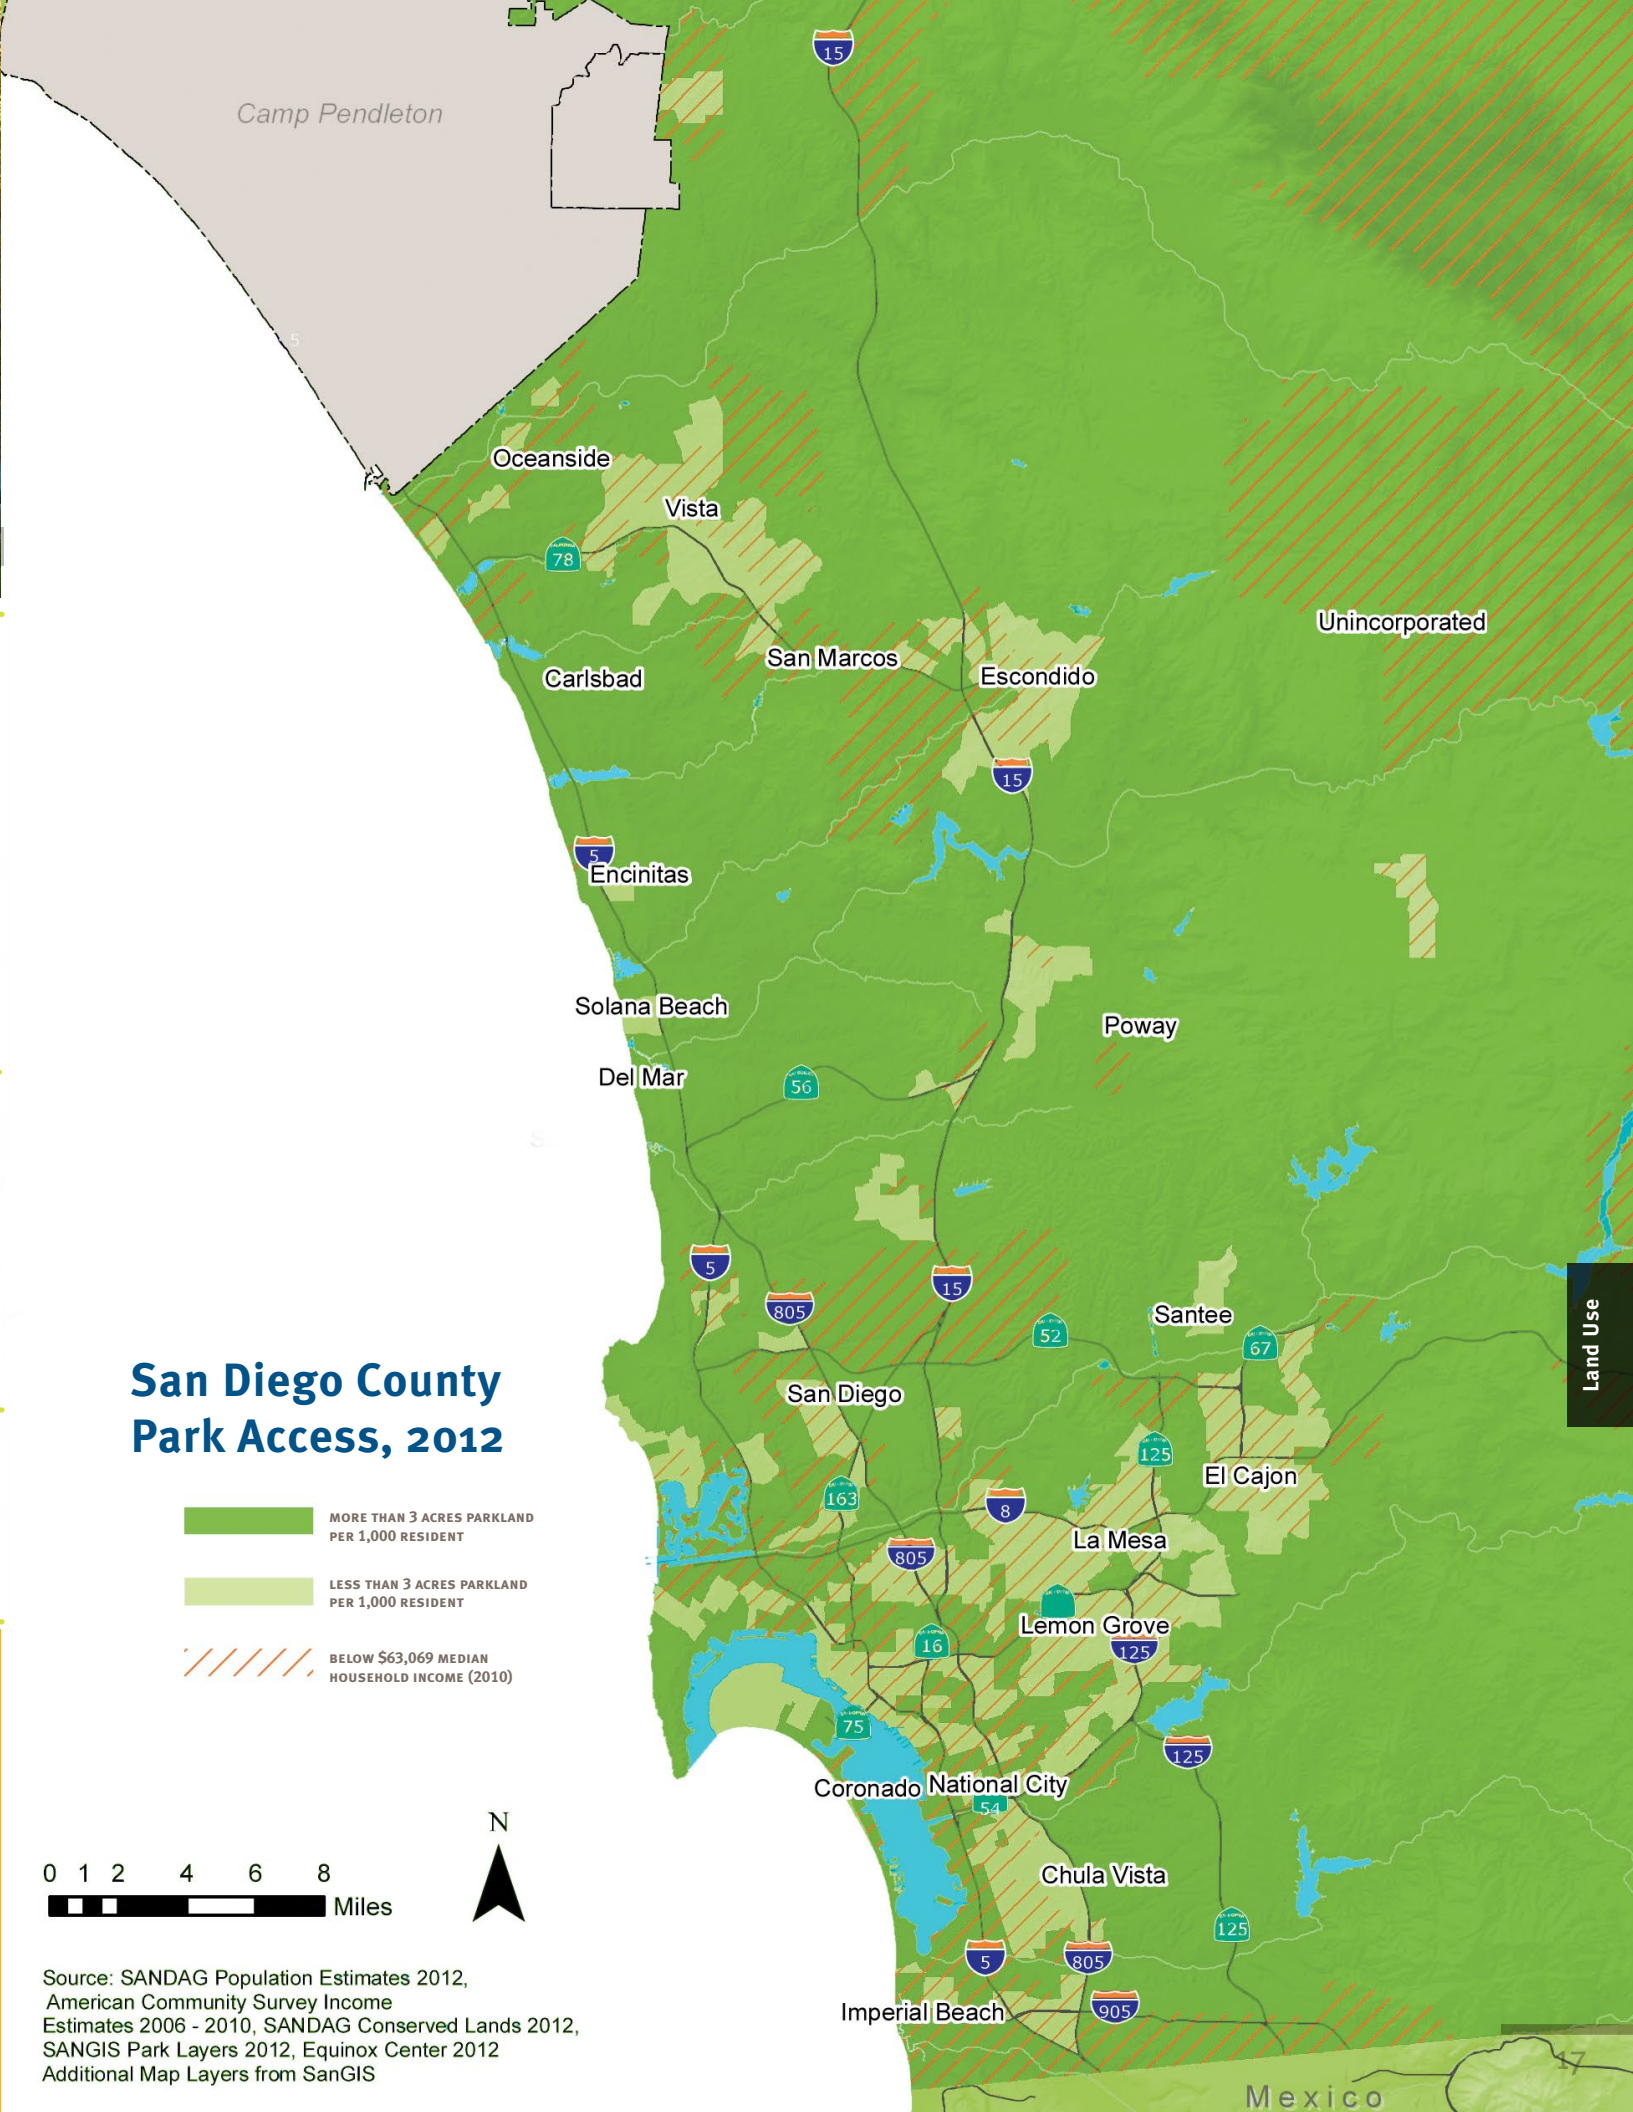 15
Camp Pendleton
5
Oceanside
Vista
78
Unincorporated
San Marcos
Escondido
Carlsbad
15
5
Encinitas
Solana Beach
Poway
Del Mar
56
5
15
805
Santee
52
67
Land Use
San Diego County
Park Access, 2012
San Diego
125
El Cajon
163
8
MORE THAN 3 ACRES PARKLAND
PER 1,000 RESIDENT
La Mesa
805
LESS THAN 3 ACRES PARKLAND
PER 1,000 RESIDENT
Lemon Grove
16
125
BELOW $63,069 MEDIAN
HOUSEHOLD INCOME (2010)
75
125
Coronado
National City
54
N
0 1 2 4 6 8
Miles
Chula Vista
125
5
805
Source: SANDAG Population Estimates 2012,
American Community Survey Income
Estimates 2006 - 2010, SANDAG Conserved Lands 2012,
SANGIS Park Layers 2012, Equinox Center 2012
Additional Map Layers from SanGIS
Imperial Beach
905
17
Mexico